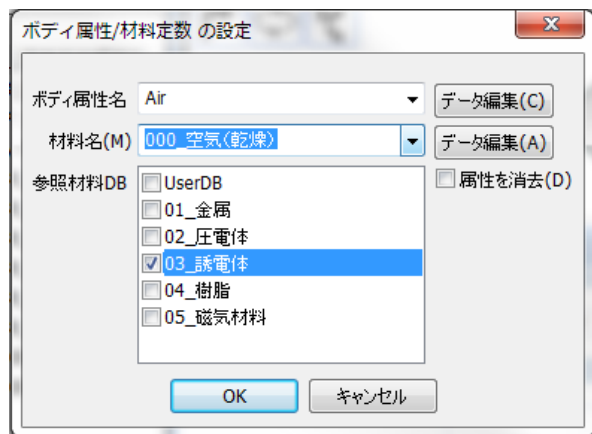 ボディ属性/材料定数 の設定
ボディ属性名 Air データ編集(C)
材料名(M) 000_空気(乾燥) データ編集(A)
参照材料DB UserDB 属性を消去(D)
01_金属
02_圧電体
03_誘電体
04_樹脂
05_磁気材料
OK キャンセル